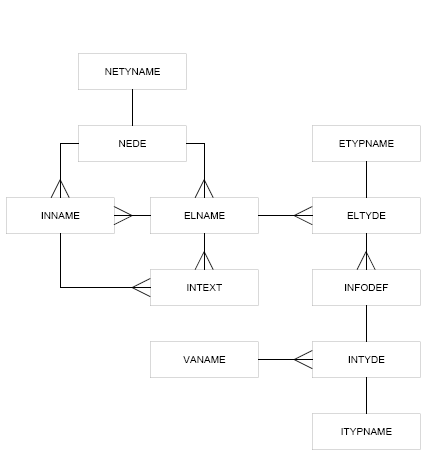 NETYNAME
NEDE
ETYPNAME
INNAME
ELNAME
ELTYDE
INTEXT
INFODEF
VANAME
INTYDE
ITYPNAME